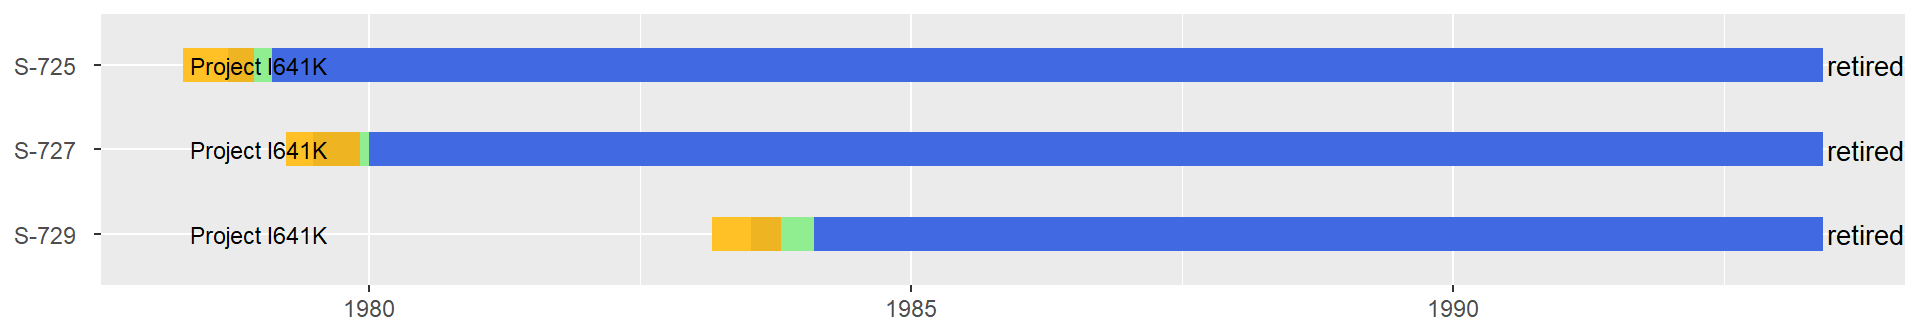 S-725 Project I641K retired
S-727 Project I641K retired
S-729 Project I641K retired
1980 1985 1990